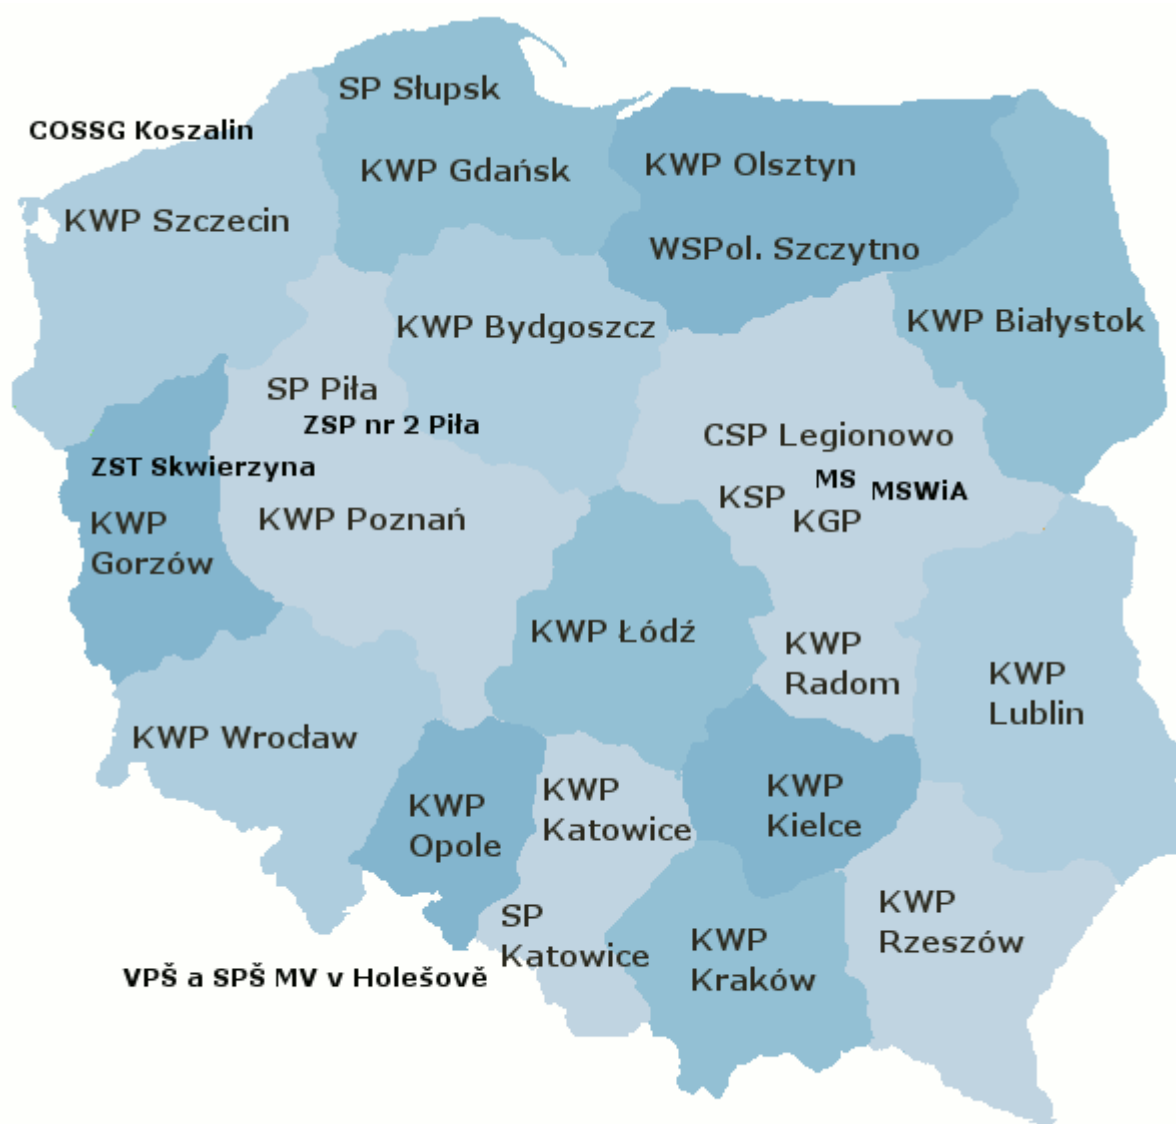 SP Słupsk
COSSG Koszalin
KWP Gdańsk
KWP Olsztyn
KWP Szczecin
WSPol. Szczytno
KWP Bydgoszcz
KWP Białystok
SP Piła
ZSP nr 2 Piła
CSP Legionowo
ZST Skwierzyna
MS
MSWiA
KSP
KGP
KWP
Gorzów
KWP Poznań
KWP Łódź
KWP
Radom
KWP
Lublin
KWP Wrocław
KWP
Opole
KWP
Katowice
KWP
Kielce
SP
Katowice
KWP
Kraków
KWP
Rzeszów
VPŠ a SPŠ MV v Holešově